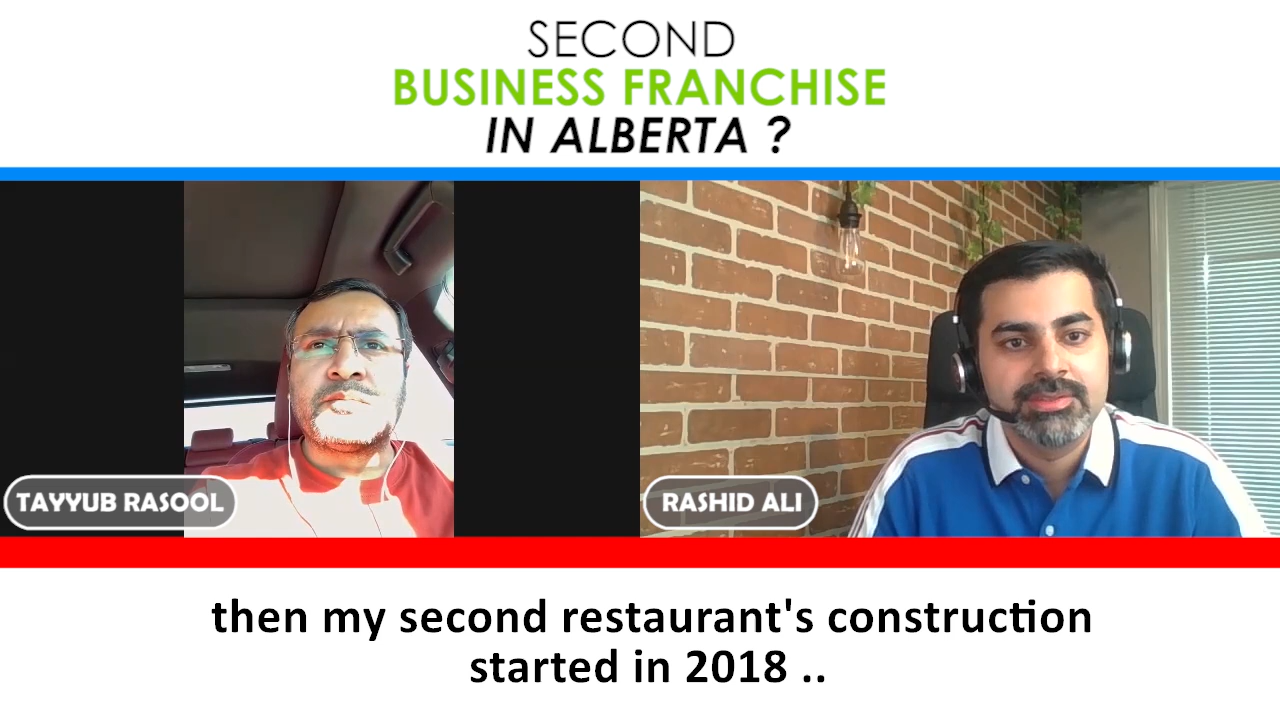 SECOND
BUSINESS FRANCHISE
IN ALBERTA ?
TAYYUB RASOOL
RASHID ALI
then my second restaurant's construction
started in 2018 ..